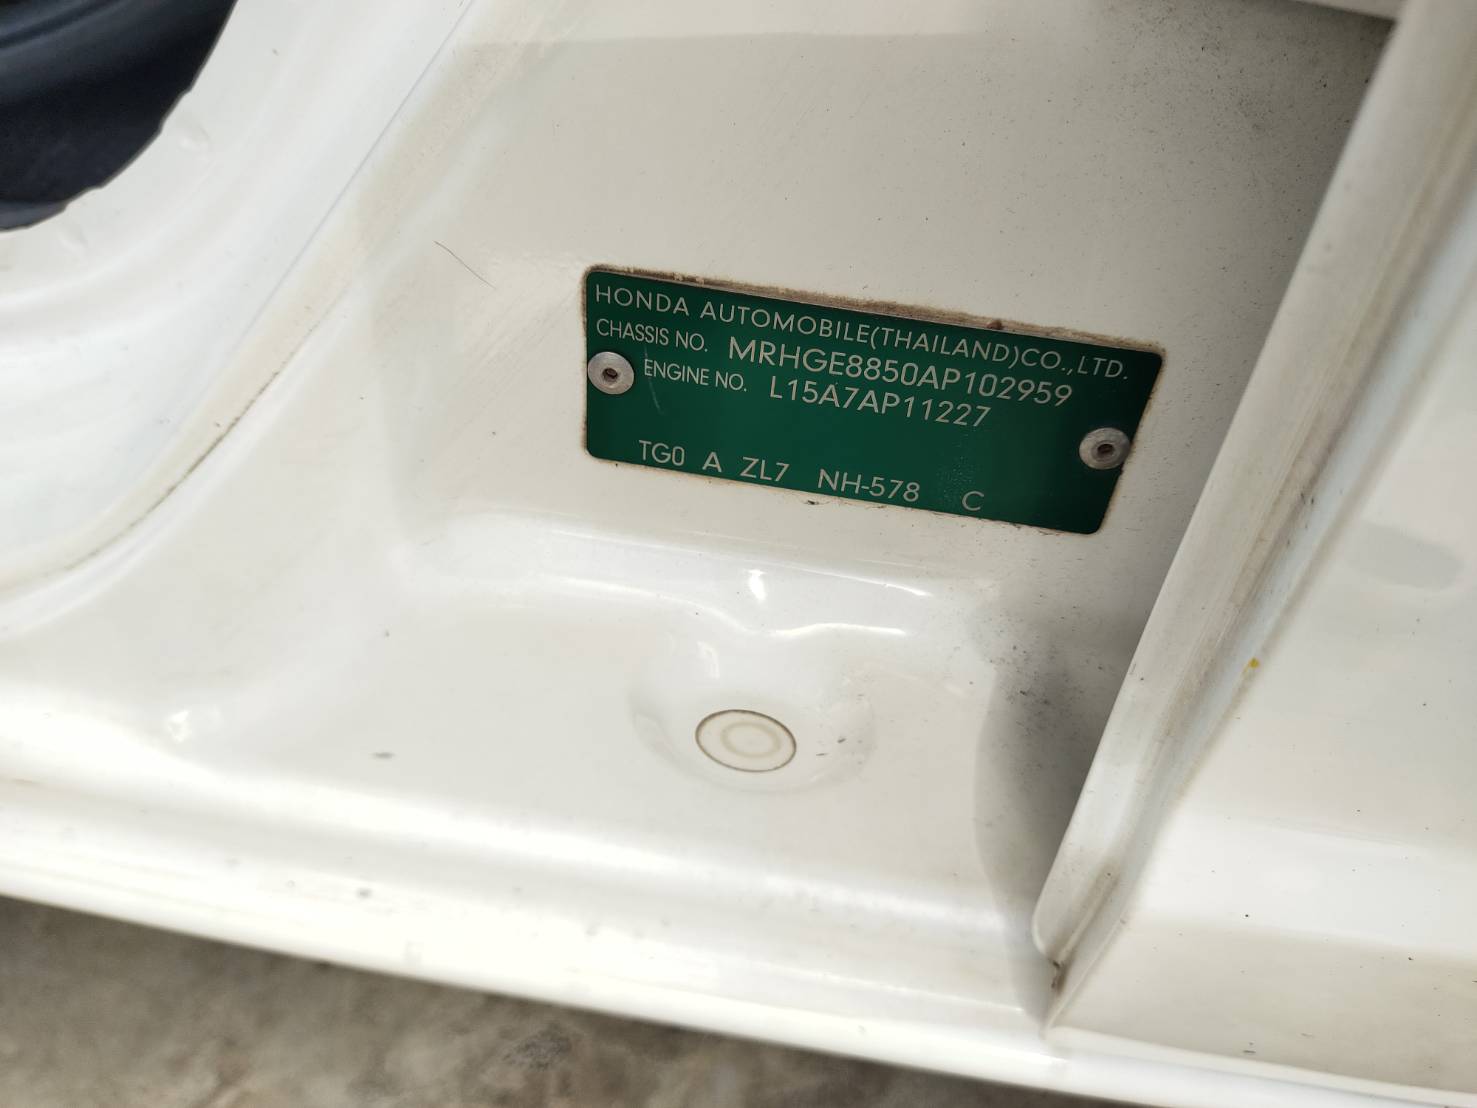 HONDA AUTOMOBILE(THAILAND)CO.,LTD.
CHASSIS NO. MRHGE8850AP102959
ENGINE NO. L15A7AP11227
TG0 A ZL7 NH-578 C